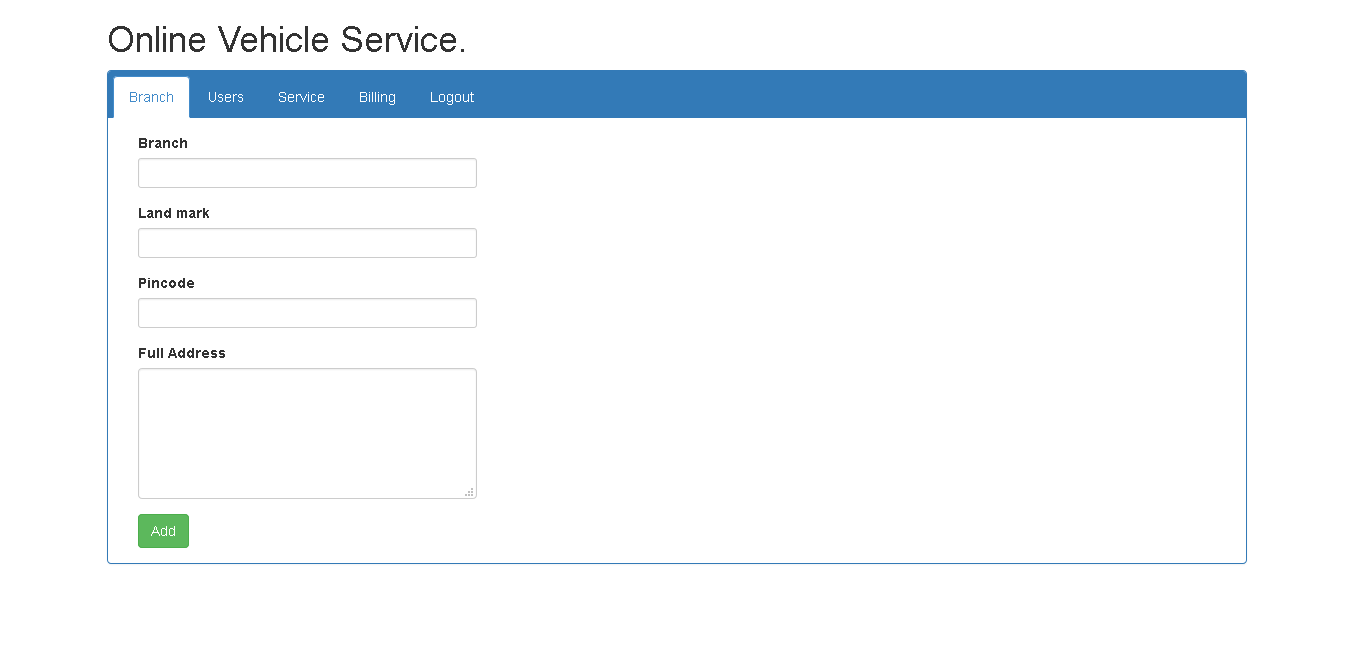 Online Vehicle Service.
Branch Users Service Billing Logout
Branch
Land mark
Pincode
Full Address
Add